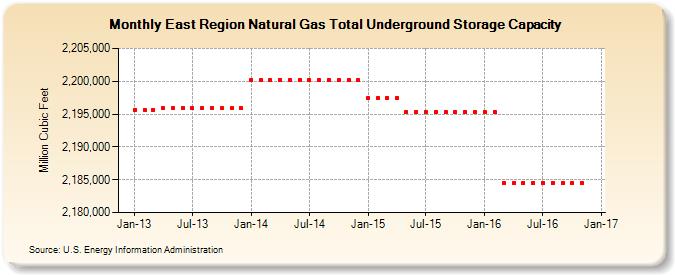 Monthly East Region Natural Gas Total Underground Storage Capacity
Million Cubic Feet
2,205,000
2,200,000
2,195,000
2,190,000
2,185,000
2,180,000
Jan-13 Jul-13 Jan-14 Jul-14 Jan-15 Jul-15 Jan-16 Jul-16 Jan-17
Source: U.S. Energy Information Administration